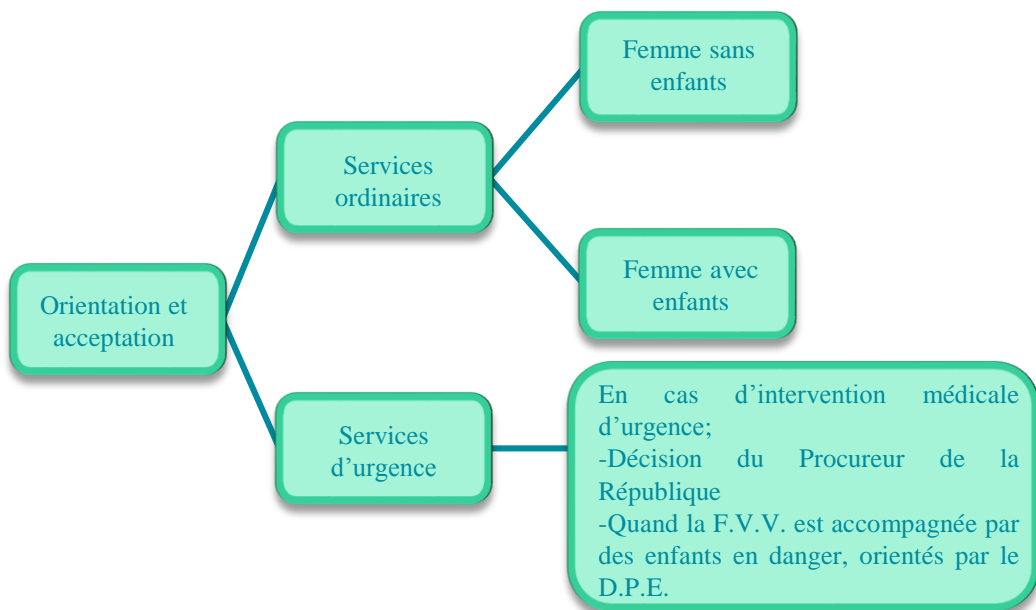 Orientation et
acceptation
Services
ordinaires
Femme sans
enfants
Femme avec
enfants
Services
d’urgence
En cas d’intervention médicale
d’urgence;
-Décision du Procureur de la
République
-Quand la F.V.V. est accompagnée par
des enfants en danger, orientés par le
D.P.E.